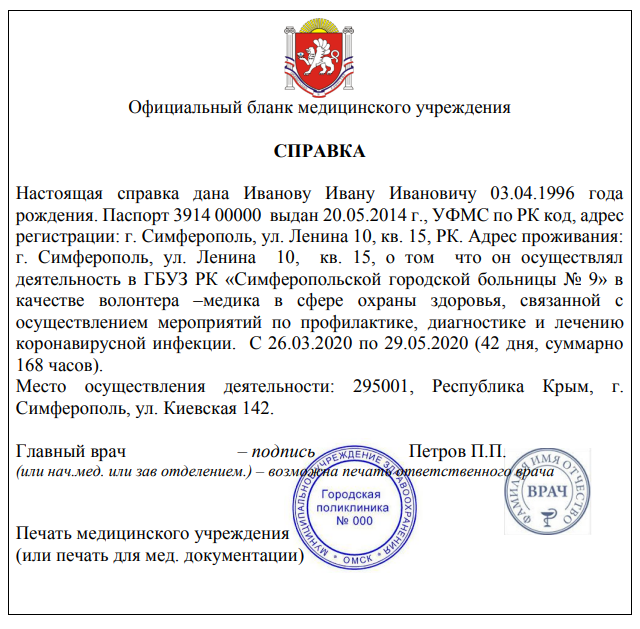 Официальный бланк медицинского учреждения
СПРАВКА
Настоящая справка дана Иванову Ивану Ивановичу 03.04.1996 года
рождения. Паспорт 3914 00000 выдан 20.05.2014 г., УФМС по РК код, адрес
регистрации: г. Симферополь, ул. Ленина 10, кв. 15, РК. Адрес проживания:
г. Симферополь, ул. Ленина 10, кв. 15, о том что он осуществлял
деятельность в ГБУЗ РК «Симферопольской городской больницы № 9» в
качестве волонтера –медика в сфере охраны здоровья, связанной с
осуществлением мероприятий по профилактике, диагностике и лечению
коронавирусной инфекции. С 26.03.2020 по 29.05.2020 (42 дня, суммарно
168 часов).
Место осуществления деятельности: 295001, Республика Крым, г.
Симферополь, ул. Киевская 142.
Главный врач – подпись Петров П.П.
(или нач.мед. или зав отделением.) – возможна печать ответственного врача
МУНИЦИПАЛЬНОЕ УЧРЕЖДЕНИЕ ЗДРАВООХРАНЕНИЯ
Городская
поликлиника
№ 000
* ОМСК *
ФАМИЛИЯ ИМЯ ОТЧЕСТВО
ВРАЧ
Печать медицинского учреждения
(или печать для мед. документации)